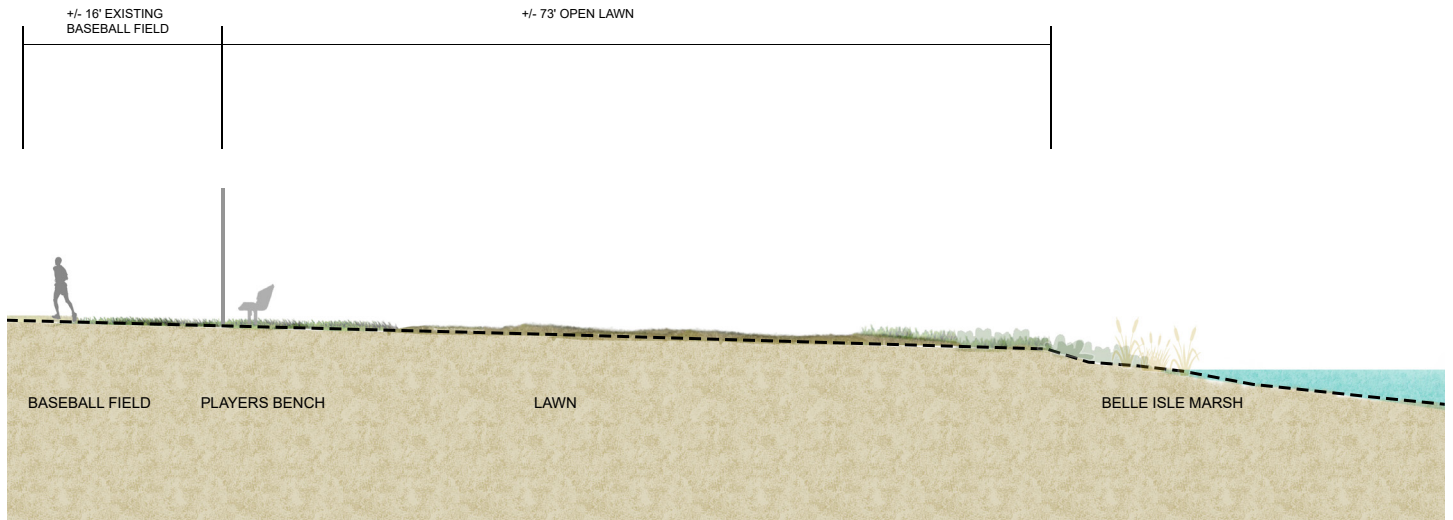 +/- 16' EXISTING
BASEBALL FIELD
+/- 73' OPEN LAWN
BASEBALL FIELD
PLAYERS BENCH
LAWN
BELLE ISLE MARSH